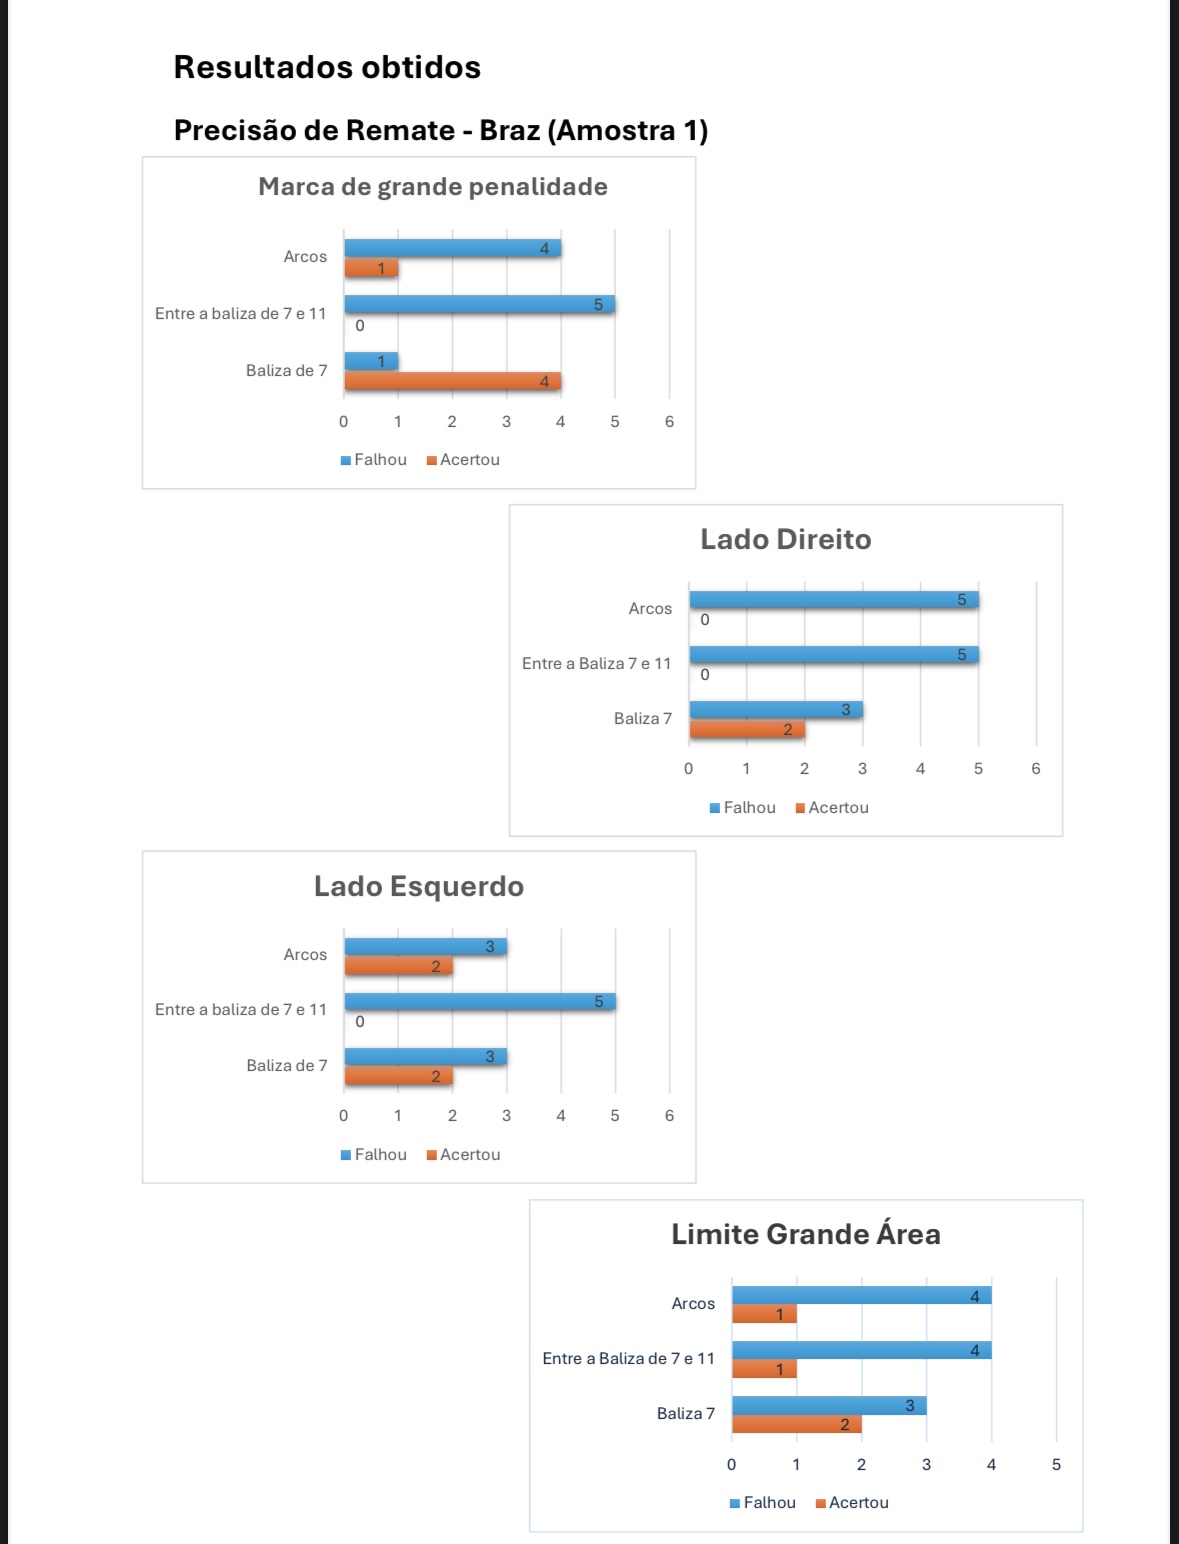 Resultados obtidos
Precisão de Remate - Braz (Amostra 1)
Marca de grande penalidade
Arcos
4
1
Entre a baliza de 7 e 11
5
0
Baliza de 7
1
4
0 1 2 3 4 5 6
Falhou Acertou
Lado Direito
Arcos
5
0
Entre a Baliza 7 e 11
5
0
Baliza 7
3
2
0 1 2 3 4 5 6
Falhou Acertou
Lado Esquerdo
Arcos
3
2
Entre a baliza de 7 e 11
5
0
Baliza de 7
3
2
0 1 2 3 4 5 6
Falhou Acertou
Limite Grande Área
Arcos
4
1
Entre a Baliza de 7 e 11
4
1
Baliza 7
3
2
0 1 2 3 4 5
Falhou Acertou